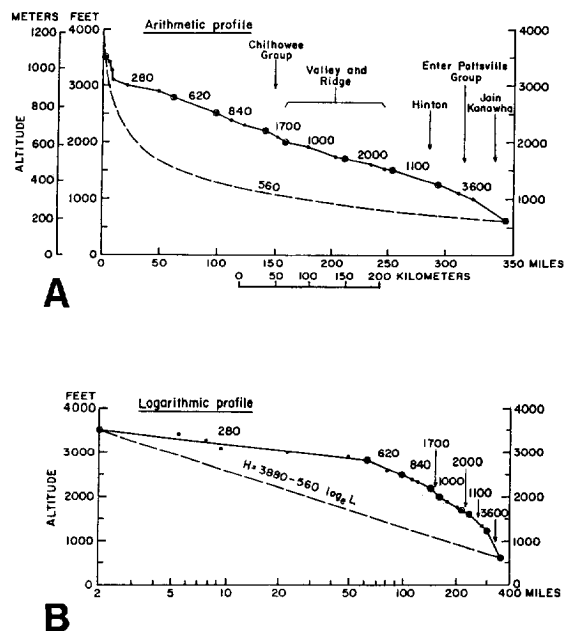 METERS FEET
Arithmetic profile
1200
4000
4000
Chilhowee
Group
Valley and
Ridge
Enter Pottsville
Group
Join
Kanawha
Hinton
1000
3000
3000
280
620
840
1700
1000
2000
1100
3600
800
600
400
200
0
2000
1000
0
2000
1000
ALTITUDE
560
0 50 100 150 200 250 300 350 MILES
0 50 100 150 200 KILOMETERS
A
FEET
Logarithmic profile
4000
3000
2000
1000
0
4000
3000
2000
1000
0
ALTITUDE
280
620
840
1700
1000
2000
1100
3600
H=3880-560 loge L
2 5 10 20 50 100 200 400 MILES
B